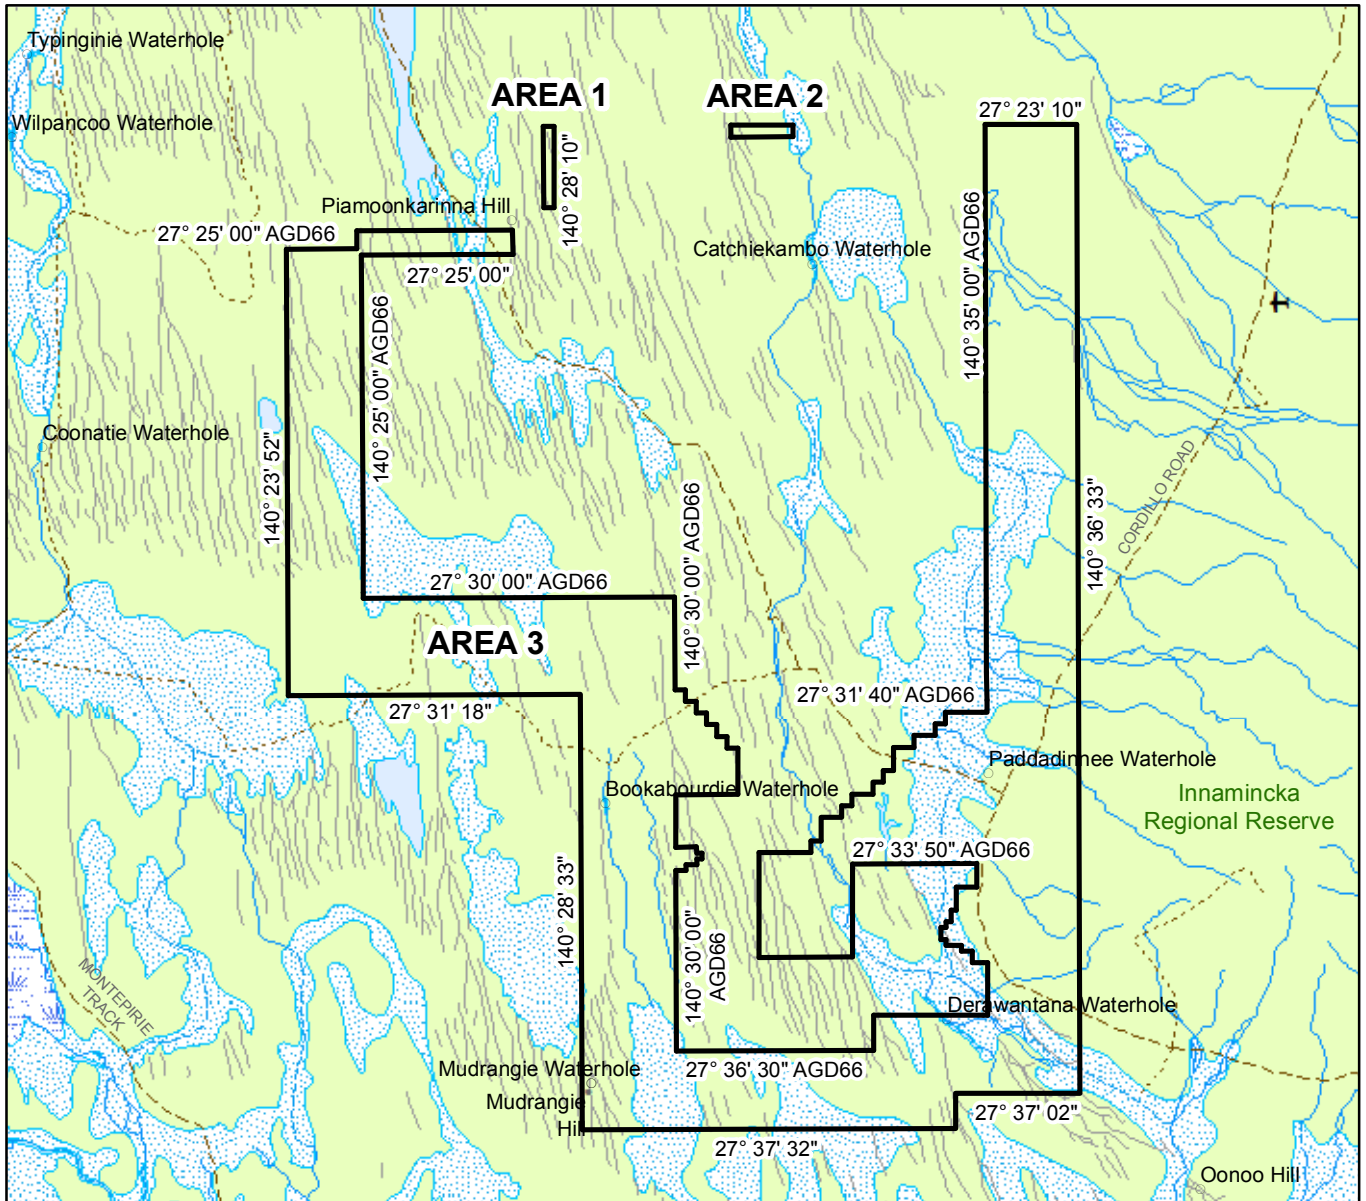 Typinginie Waterhole
AREA 1
AREA 2
27° 23' 10"
Wilpancoo Waterhole
140° 28' 10"
Piamoonkarinna Hill
27° 25' 00" AGD66
27° 25' 00"
Catchiekambo Waterhole
140° 35' 00" AGD66
140° 25' 00" AGD66
Coonatie Waterhole
140° 23' 52"
CORDILLO ROAD
140° 30' 00" AGD66
140° 36' 33"
27° 30' 00" AGD66
AREA 3
27° 31' 40" AGD66
27° 31' 18"
Paddadinnee Waterhole
Bookabourdie Waterhole
Innamincka
Regional Reserve
27° 33' 50" AGD66
140° 28' 33"
140° 30' 00"
AGD66
MONTEPIRIE
TRACK
Derawantana Waterhole
Mudrangie Waterhole
27° 36' 30" AGD66
Mudrangie
Hill
27° 37' 02"
27° 37' 32"
Oonoo Hill